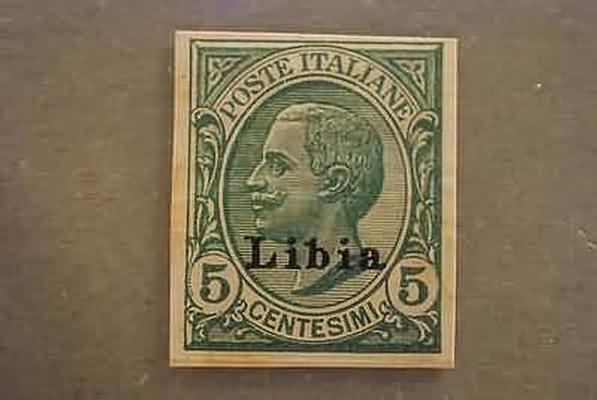 POSTE ITALIANE
Libia
5 5
CENTESIMI